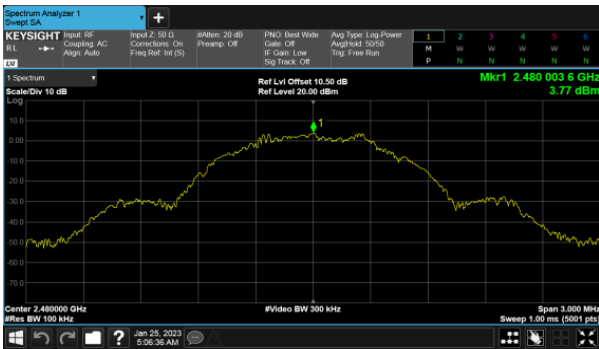 Spectrum Analyzer 1
Swept SA
+
KEYSIGHT Input: RF Input Z: 50 Ω #Atten: 20 dB PNO: Best Wide Avg Type: Log-Power 1 2 3 4 5 6
RL Coupling: AC Corrections: On Preamp: Off Gate: Off Avg|Hold: 50/50 M W W W W W
Align: Auto Freq Ref: Int (S) IF Gain: Low Trig: Free Run P N N N N N
LXI Sig Track: Off
1 Spectrum Ref Lvl Offset 10.50 dB Mkr1 2.480 003 6 GHz
Scale/Div 10 dB Ref Level 20.00 dBm 3.77 dBm
Log
10.0
1
0.00
-10.0
-20.0
-30.0
-40.0
-50.0
-60.0
-70.0
Center 2.480000 GHz #Video BW 300 kHz Span 3.000 MHz
#Res BW 100 kHz Sweep 1.00 ms (5001 pts)
? Jan 25, 2023
5:06:36 AM